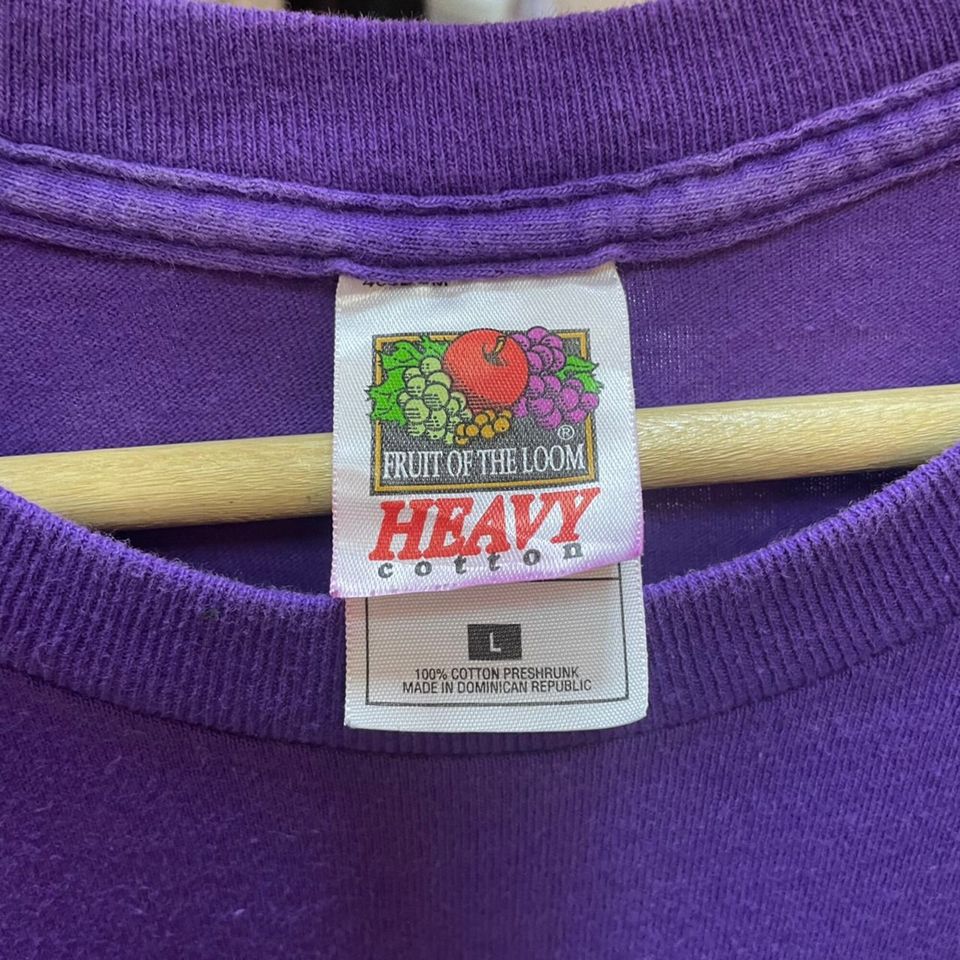 ®
FRUIT OF THE LOOM
HEAVY
cotton
L
100% COTTON PRESHRUNK
MADE IN DOMINICAN REPUBLIC